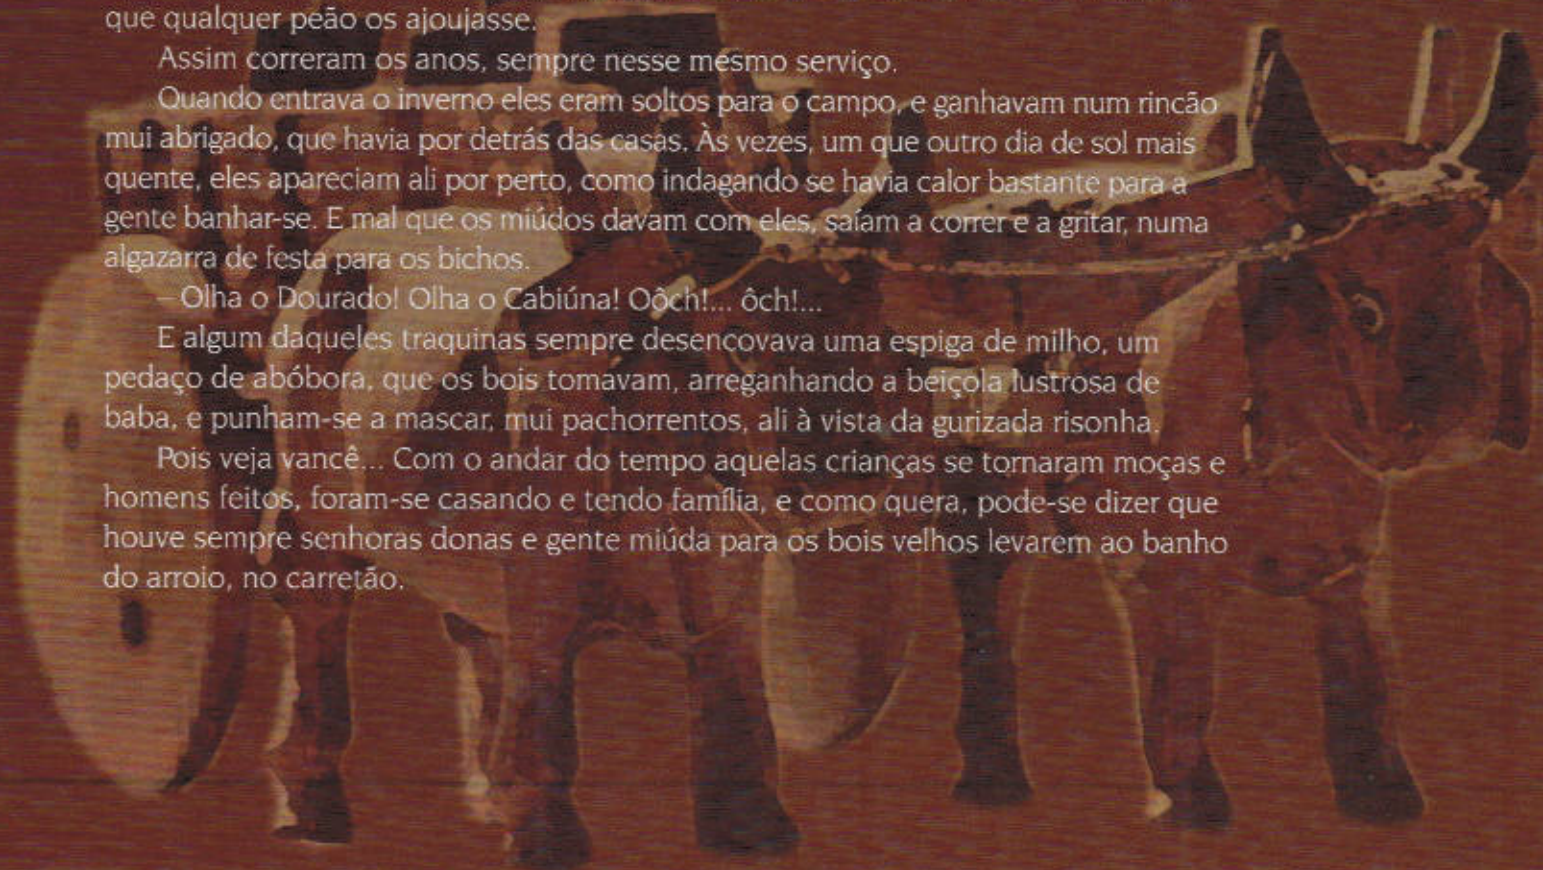 que qualquer peão os ajoujasse.
Assim correram os anos, sempre nesse mesmo serviço.
Quando entrava o inverno eles eram soltos para o campo, e ganhavam num rincão
mui abrigado, que havia por detrás das casas. Às vezes, um que outro dia de sol mais
quente, eles apareciam ali por perto, como indagando se havia calor bastante para a
gente banhar-se. E mal que os miúdos davam com eles, saíam a correr e a gritar, numa
algazarra de festa para os bichos.
– Olha o Dourado! Olha o Cabiúna! Oôch!... ôch!...
E algum daqueles traquinas sempre desencovava uma espiga de milho, um
pedaço de abóbora, que os bois tomavam, arreganhando a beiçola lustrosa de
baba, e punham-se a mascar, mui pachorrentos, ali à vista da gurizada risonha.
Pois veja vancê... Com o andar do tempo aquelas crianças se tornaram moças e
homens feitos, foram-se casando e tendo família, e como quera, pode-se dizer que
houve sempre senhoras donas e gente miúda para os bois velhos levarem ao banho
do arroio, no carretão.